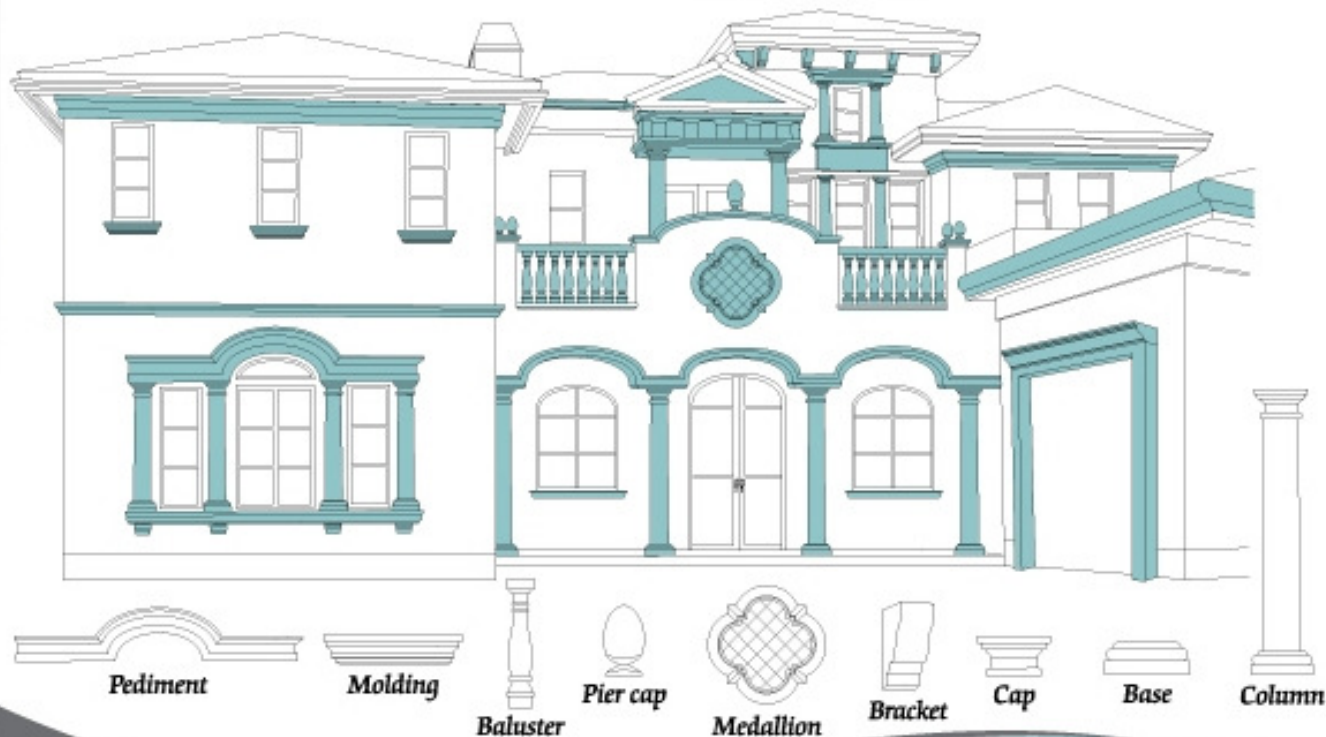 Pediment
Molding
Baluster
Pier cap
Medallion
Bracket
Cap
Base
Column